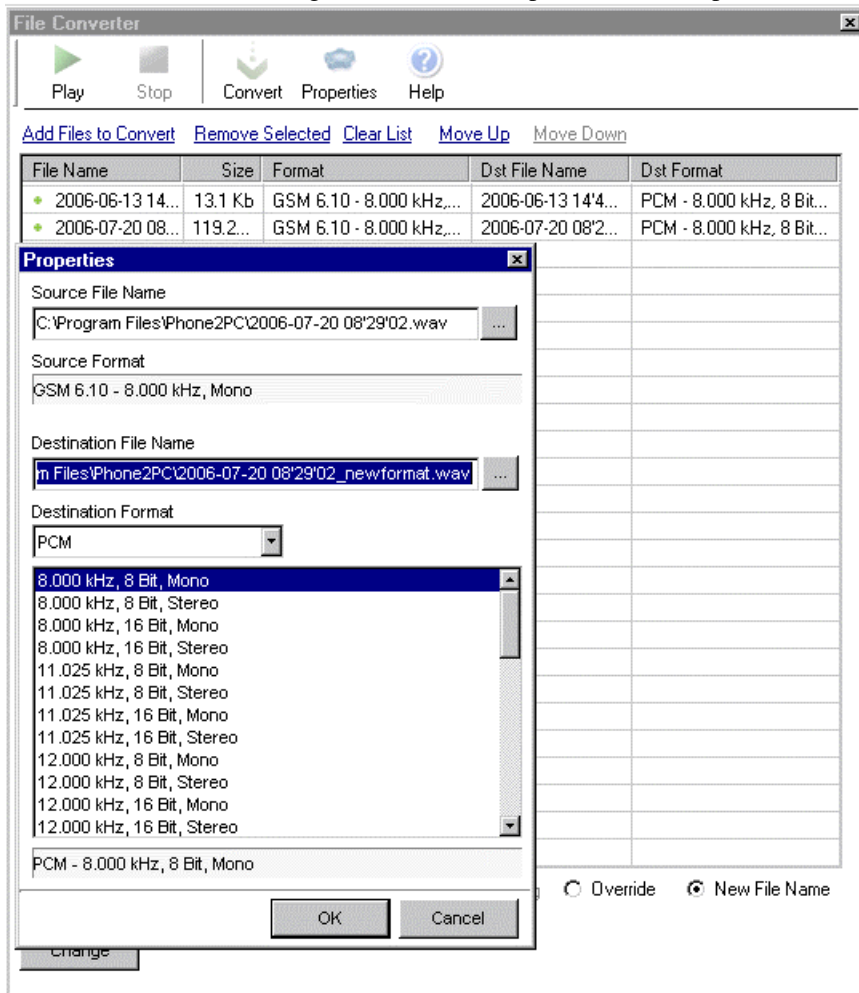 File Converter
Play Stop Convert Properties Help
Add Files to Convert Remove Selected Clear List Move Up Move Down
File Name Size Format Dst File Name Dst Format
2006-06-13 14... 13.1 Kb GSM 6.10 - 8.000 kHz,... 2006-06-13 14'4... PCM - 8.000 kHz, 8 Bit...
2006-07-20 08... 119.2... GSM 6.10 - 8.000 kHz,... 2006-07-20 08'2... PCM - 8.000 kHz, 8 Bit...
Properties
Source File Name
C:\Program Files\Phone2PC\2006-07-20 08'29'02.wav ...
Source Format
GSM 6.10 - 8.000 kHz, Mono
Destination File Name
m Files\Phone2PC\2006-07-20 08'29'02_newformat.wav ...
Destination Format
PCM
8.000 kHz, 8 Bit, Mono
8.000 kHz, 8 Bit, Stereo
8.000 kHz, 16 Bit, Mono
8.000 kHz, 16 Bit, Stereo
11.025 kHz, 8 Bit, Mono
11.025 kHz, 8 Bit, Stereo
11.025 kHz, 16 Bit, Mono
11.025 kHz, 16 Bit, Stereo
12.000 kHz, 8 Bit, Mono
12.000 kHz, 8 Bit, Stereo
12.000 kHz, 16 Bit, Mono
12.000 kHz, 16 Bit, Stereo
PCM - 8.000 kHz, 8 Bit, Mono
Override New File Name
OK Cancel
Change